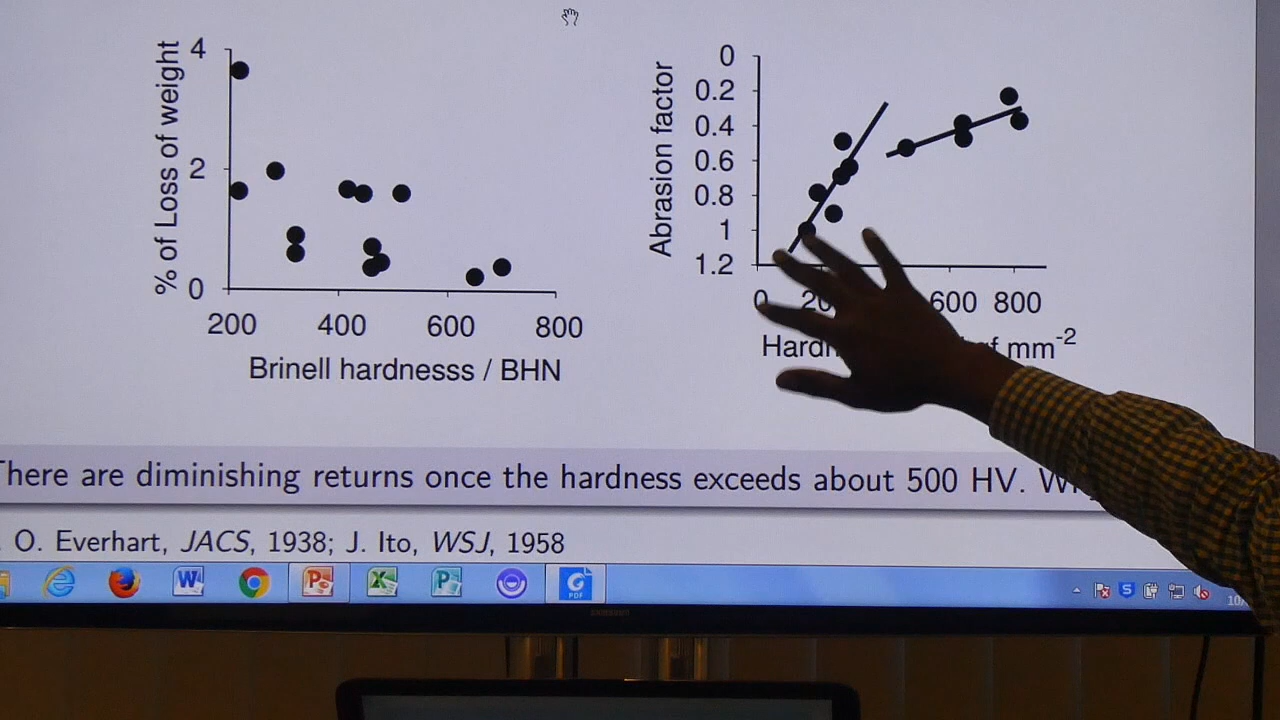 % of Loss of weight
4
2
0
200 400 600 800
Brinell hardnesss / BHN
Abrasion factor
0
0.2
0.4
0.6
0.8
1
1.2
0 600 800
mm-2
There are diminishing returns once the hardness exceeds about 500 HV.
O. Everhart, JACS, 1938; J. Ito, WSJ, 1958
W
P
X
P
PDF
S
SAMSUNG